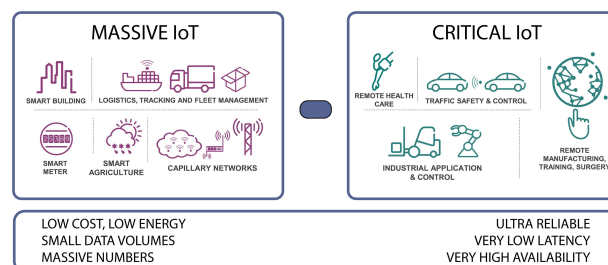 MASSIVE IoT
SMART BUILDING
LOGISTICS, TRACKING AND FLEET MANAGEMENT
SMART
METER
SMART
AGRICULTURE
CAPILLARY NETWORKS
CRITICAL IoT
REMOTE HEALTH
CARE
TRAFFIC SAFETY & CONTROL
INDUSTRIAL APPLICATION
& CONTROL
REMOTE
MANUFACTURING,
TRAINING, SURGERY
LOW COST, LOW ENERGY
SMALL DATA VOLUMES
MASSIVE NUMBERS
ULTRA RELIABLE
VERY LOW LATENCY
VERY HIGH AVAILABILITY